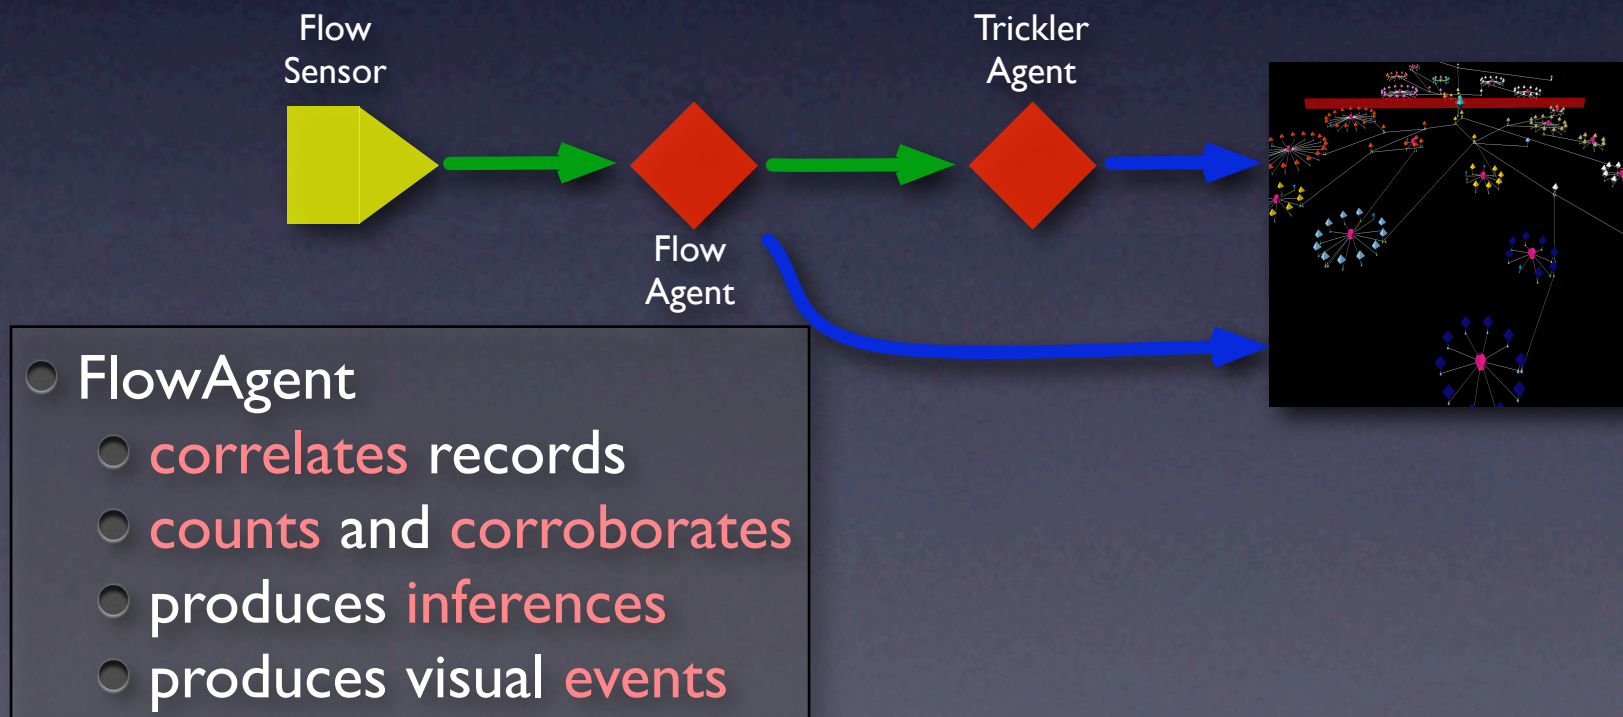 Flow
Sensor
Trickler
Agent
Flow
Agent
FlowAgent
correlates records
counts and corroborates
produces inferences
produces visual events